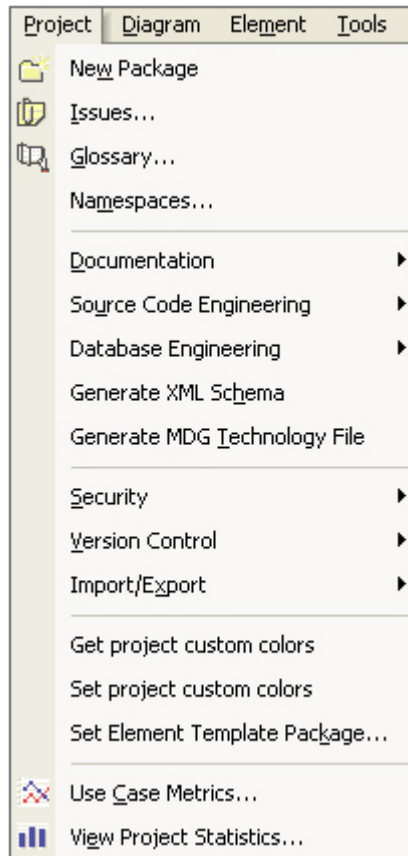 Project Diagram Element Tools
New Package
Issues...
Glossary...
Namespaces...
Documentation
Source Code Engineering
Database Engineering
Generate XML Schema
Generate MDG Technology File
Security
Version Control
Import/Export
Get project custom colors
Set project custom colors
Set Element Template Package...
Use Case Metrics...
View Project Statistics...